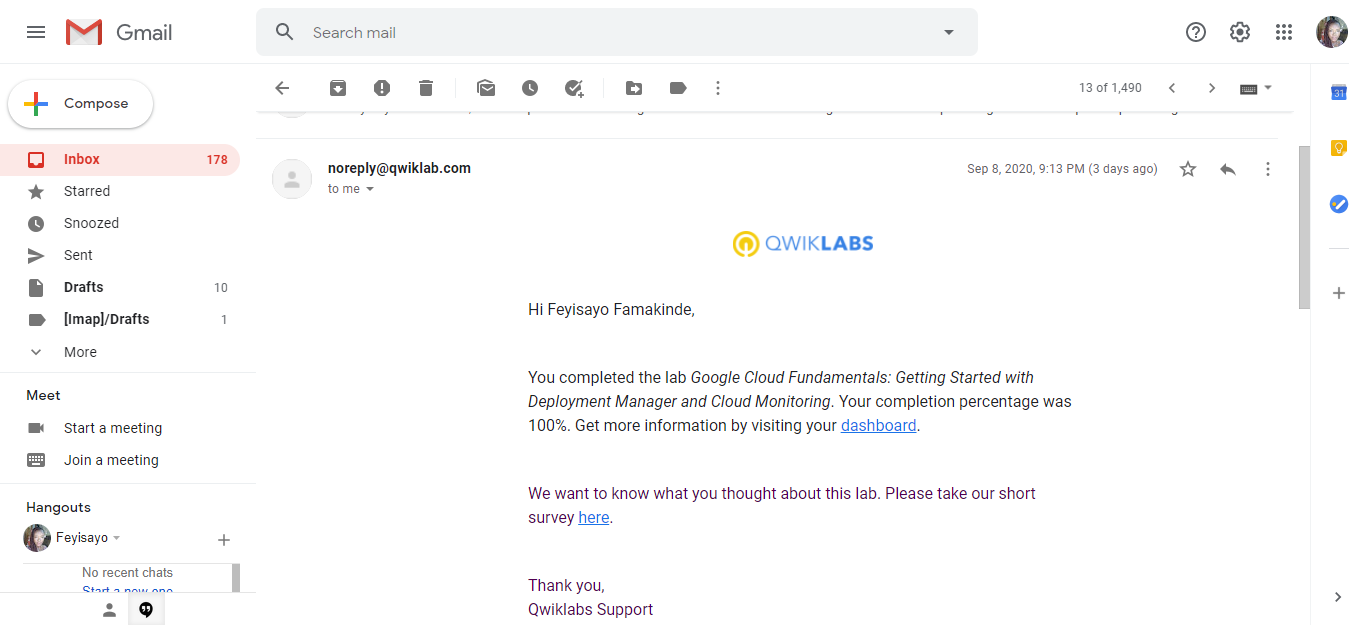 Gmail
Search mail
Compose
13 of 1,490
Inbox 178
Starred
Snoozed
Sent
Drafts 10
[Imap]/Drafts 1
More
Meet
Start a meeting
Join a meeting
Hangouts
Feyisayo
No recent chats
Start a new one
noreply@qwiklab.com
Sep 8, 2020, 9:13 PM (3 days ago)
to me
QWIKLABS
Hi Feyisayo Famakinde,
You completed the lab Google Cloud Fundamentals: Getting Started with
Deployment Manager and Cloud Monitoring. Your completion percentage was
100%. Get more information by visiting your dashboard.
We want to know what you thought about this lab. Please take our short
survey here.
Thank you,
Qwiklabs Support
31